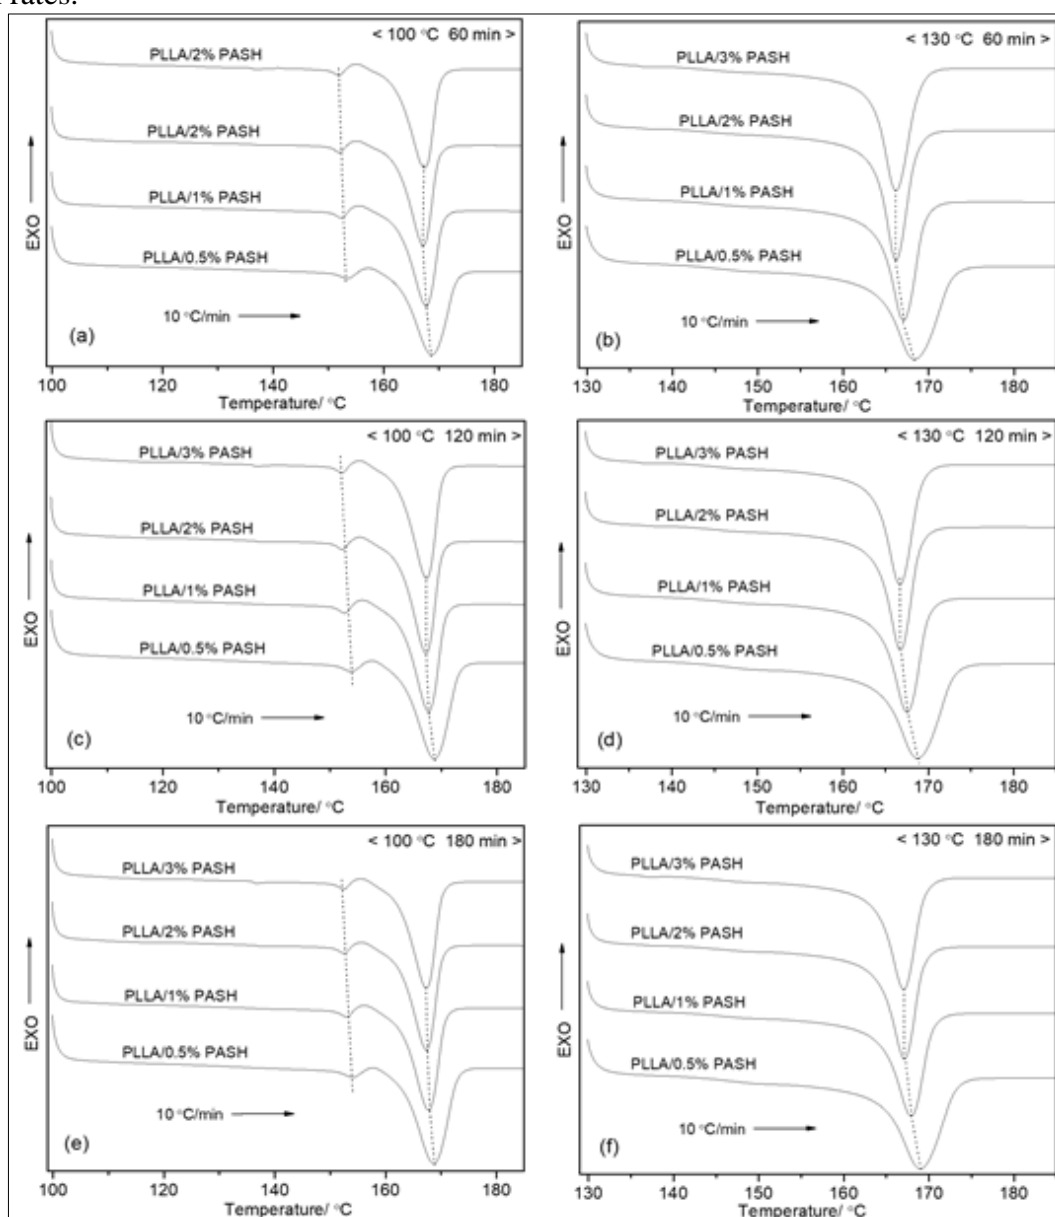 rates.
< 100 °C 60 min >
PLLA/2% PASH
PLLA/2% PASH
PLLA/1% PASH
PLLA/0.5% PASH
10 °C/min
(a)
EXO
100 120 140 160 180
Temperature/ °C
< 130 °C 60 min >
PLLA/3% PASH
PLLA/2% PASH
PLLA/1% PASH
PLLA/0.5% PASH
10 °C/min
(b)
EXO
130 140 150 160 170 180
Temperature/ °C
< 100 °C 120 min >
PLLA/3% PASH
PLLA/2% PASH
PLLA/1% PASH
PLLA/0.5% PASH
10 °C/min
(c)
EXO
100 120 140 160 180
Temperature/ °C
< 130 °C 120 min >
PLLA/3% PASH
PLLA/2% PASH
PLLA/1% PASH
PLLA/0.5% PASH
10 °C/min
(d)
EXO
130 140 150 160 170 180
Temperature/ °C
< 100 °C 180 min >
PLLA/3% PASH
PLLA/2% PASH
PLLA/1% PASH
PLLA/0.5% PASH
10 °C/min
(e)
EXO
100 120 140 160 180
Temperature/ °C
< 130 °C 180 min >
PLLA/3% PASH
PLLA/2% PASH
PLLA/1% PASH
PLLA/0.5% PASH
10 °C/min
(f)
EXO
130 140 150 160 170 180
Temperature/ °C